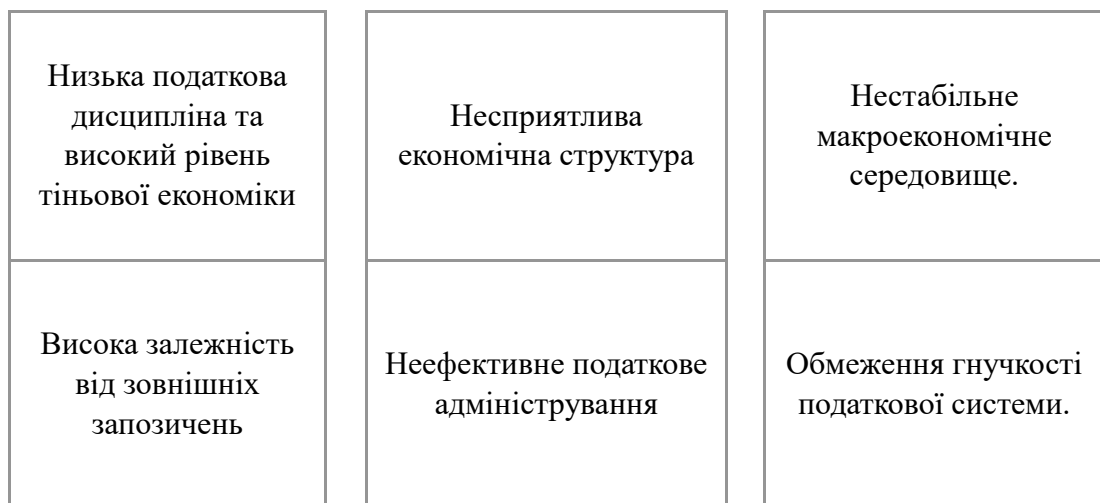 Низька податкова
дисципліна та
високий рівень
тіньової економіки
Несприятлива
економічна структура
Нестабільне
макроекономічне
середовище.
Висока залежність
від зовнішніх
запозичень
Неефективне податкове
адміністрування
Обмеження гнучкості
податкової системи.